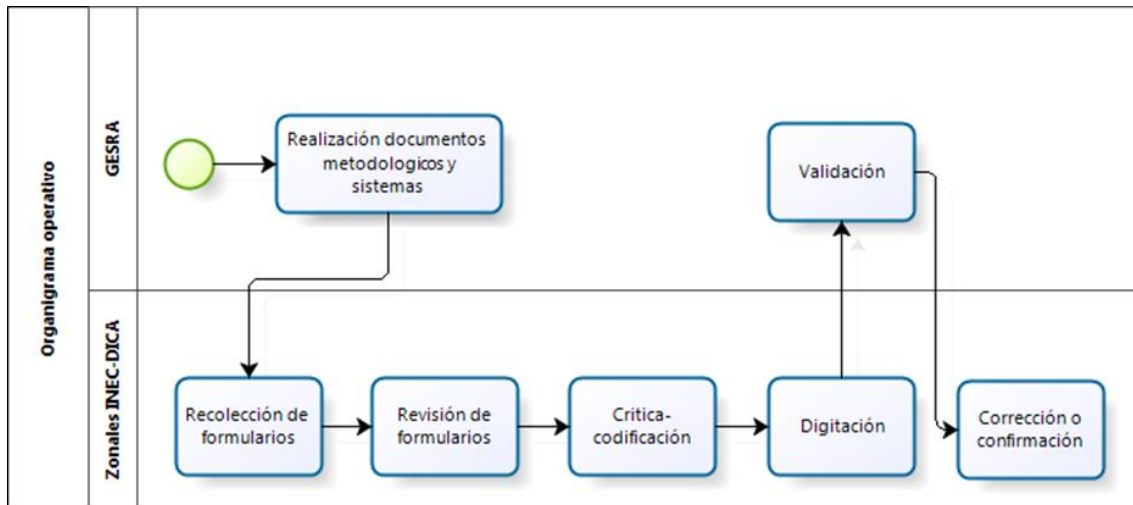 Organigrama operativo
GESRA
Realización documentos
metodologicos y
sistemas
Validación
Zonales INEC-DICA
Recolección de
formularios
Revisión de
formularios
Critica-
codificación
Digitación
Corrección o
confirmación